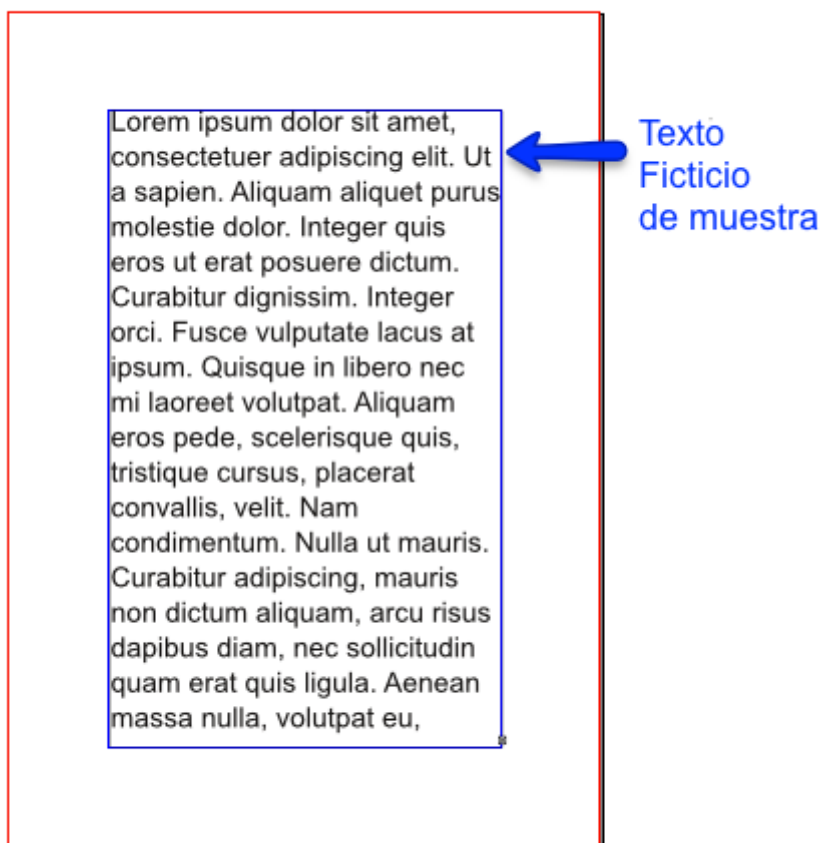 Lorem ipsum dolor sit amet,
consectetuer adipiscing elit. Ut
a sapien. Aliquam aliquet purus
molestie dolor. Integer quis
eros ut erat posuere dictum.
Curabitur dignissim. Integer
orci. Fusce vulputate lacus at
ipsum. Quisque in libero nec
mi laoreet volutpat. Aliquam
eros pede, scelerisque quis,
tristique cursus, placerat
convallis, velit. Nam
condimentum. Nulla ut mauris.
Curabitur adipiscing, mauris
non dictum aliquam, arcu risus
dapibus diam, nec sollicitudin
quam erat quis ligula. Aenean
massa nulla, volutpat eu,
Texto
Ficticio
de muestra